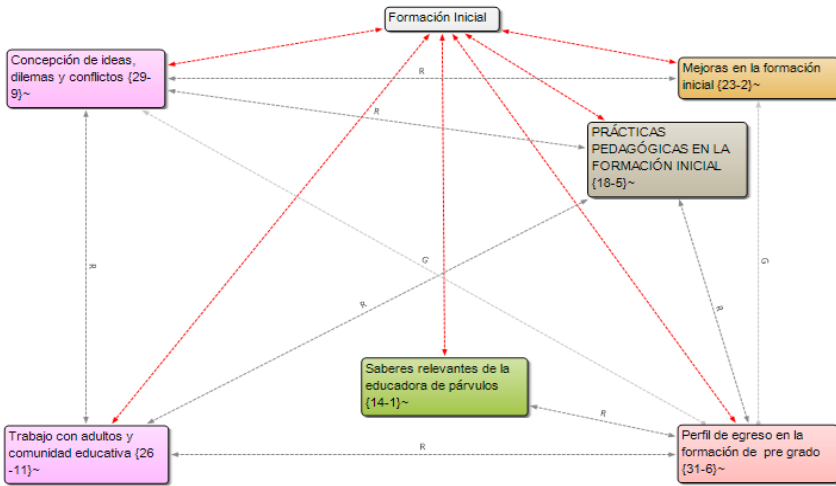 Formación Inicial
Concepción de ideas,
dilemas y conflictos {29-
9}~
R
Mejoras en la formación
inicial {23-2}~
R
PRÁCTICAS
PEDAGÓGICAS EN LA
FORMACIÓN INICIAL
{18-5}~
R
G
G
R
R
Saberes relevantes de la
educadora de párvulos
{14-1}~
R
Trabajo con adultos y
comunidad educativa {26
-11}~
R
Perfil de egreso en la
formación de pre grado
{31-6}~